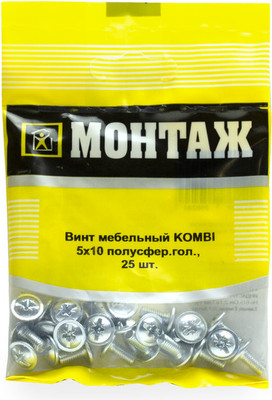 МОНТАЖ
Винт мебельный KOMBI
5х10 полусфер.гол.,
25 шт.